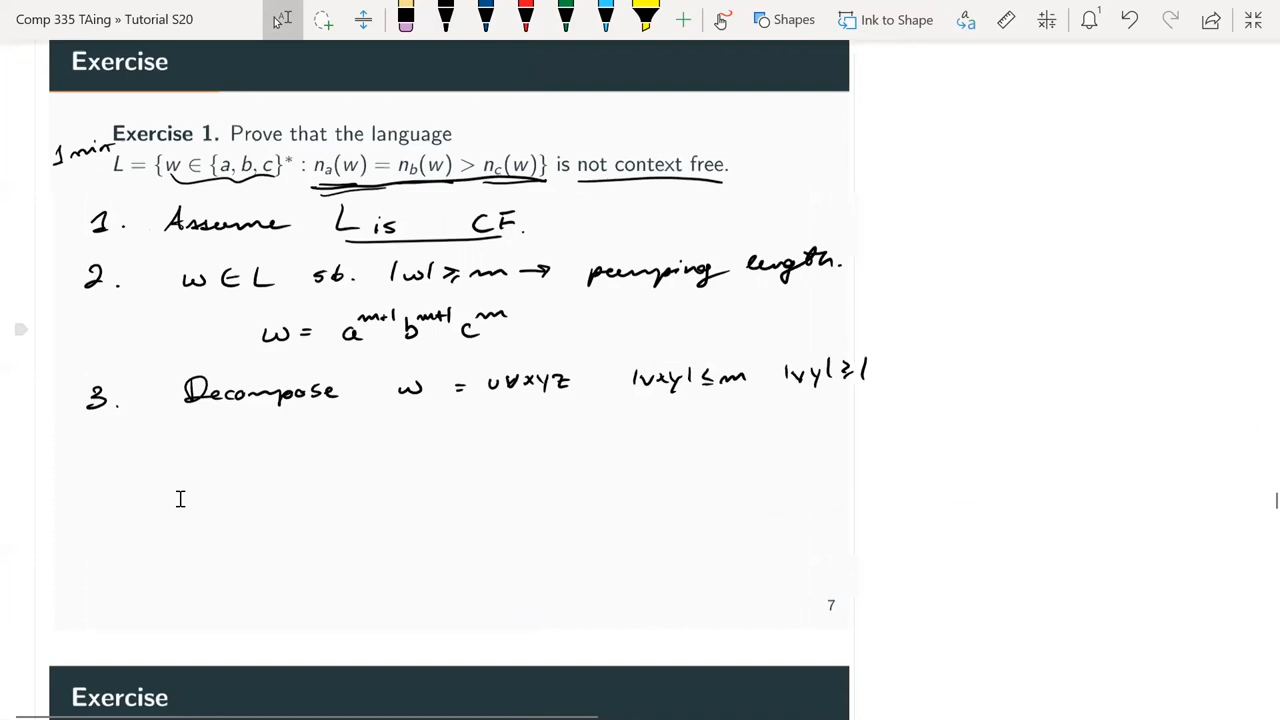 Comp 335 TAing » Tutorial S20
Shapes
Ink to Shape
Exercise
Exercise 1. Prove that the language
1 min
L = {w ∈ {a, b, c}* : nₐ(w) = n_b(w) > n_c(w)} is not context free.
1. Assume L is CF.
2. w ∈ L st. |w| ≥ m → pumping length.
w = a^{m+1} b^{m+1} c^m
3. Decompose w = uvxyz |vxy| ≤ m |vy| ≥ 1
7
Exercise